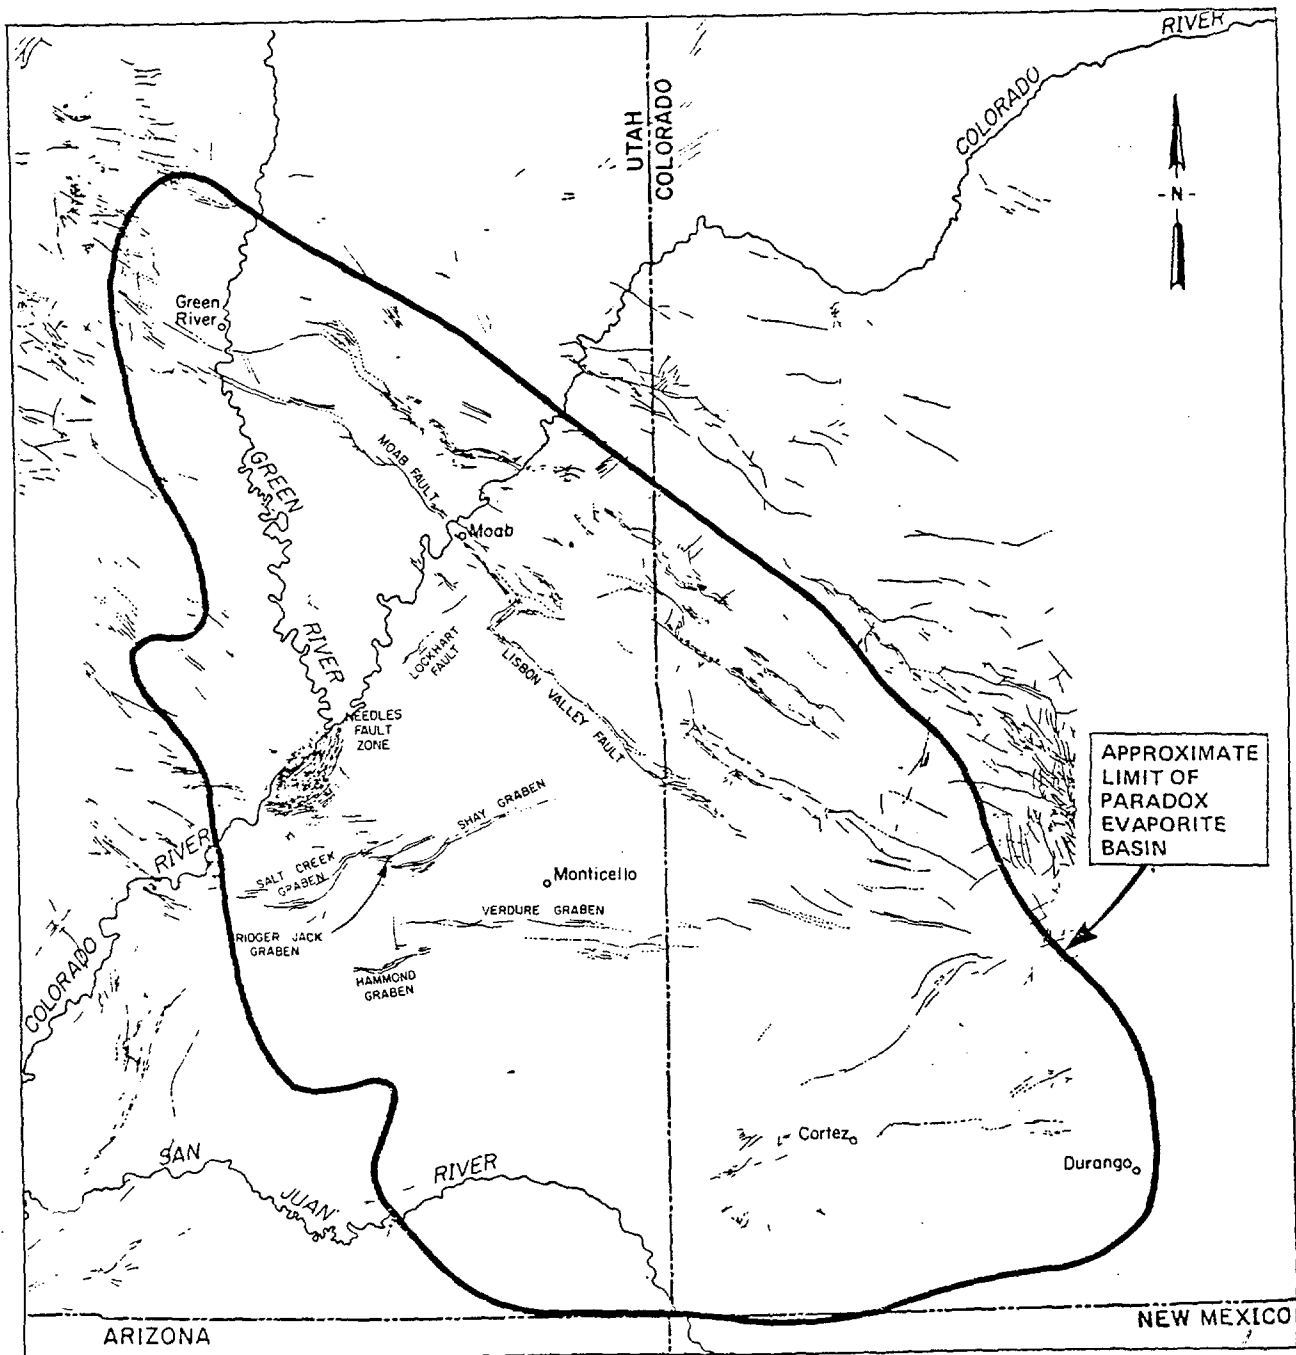 RIVER
COLORADO
UTAH
COLORADO
-N-
Green
River
GREEN
RIVER
MOAB FAULT
Moab
LOCKHART
FAULT
LISBON VALLEY FAULT
NEEDLES
FAULT
ZONE
APPROXIMATE
LIMIT OF
PARADOX
EVAPORITE
BASIN
SHAY GRABEN
SALT CREEK
GRABEN
RIVER
COLORADO
Monticello
VERDURE GRABEN
BRIDGER JACK
GRABEN
HAMMOND
GRABEN
Cortez
Durango
SAN
JUAN
RIVER
ARIZONA
NEW MEXICO